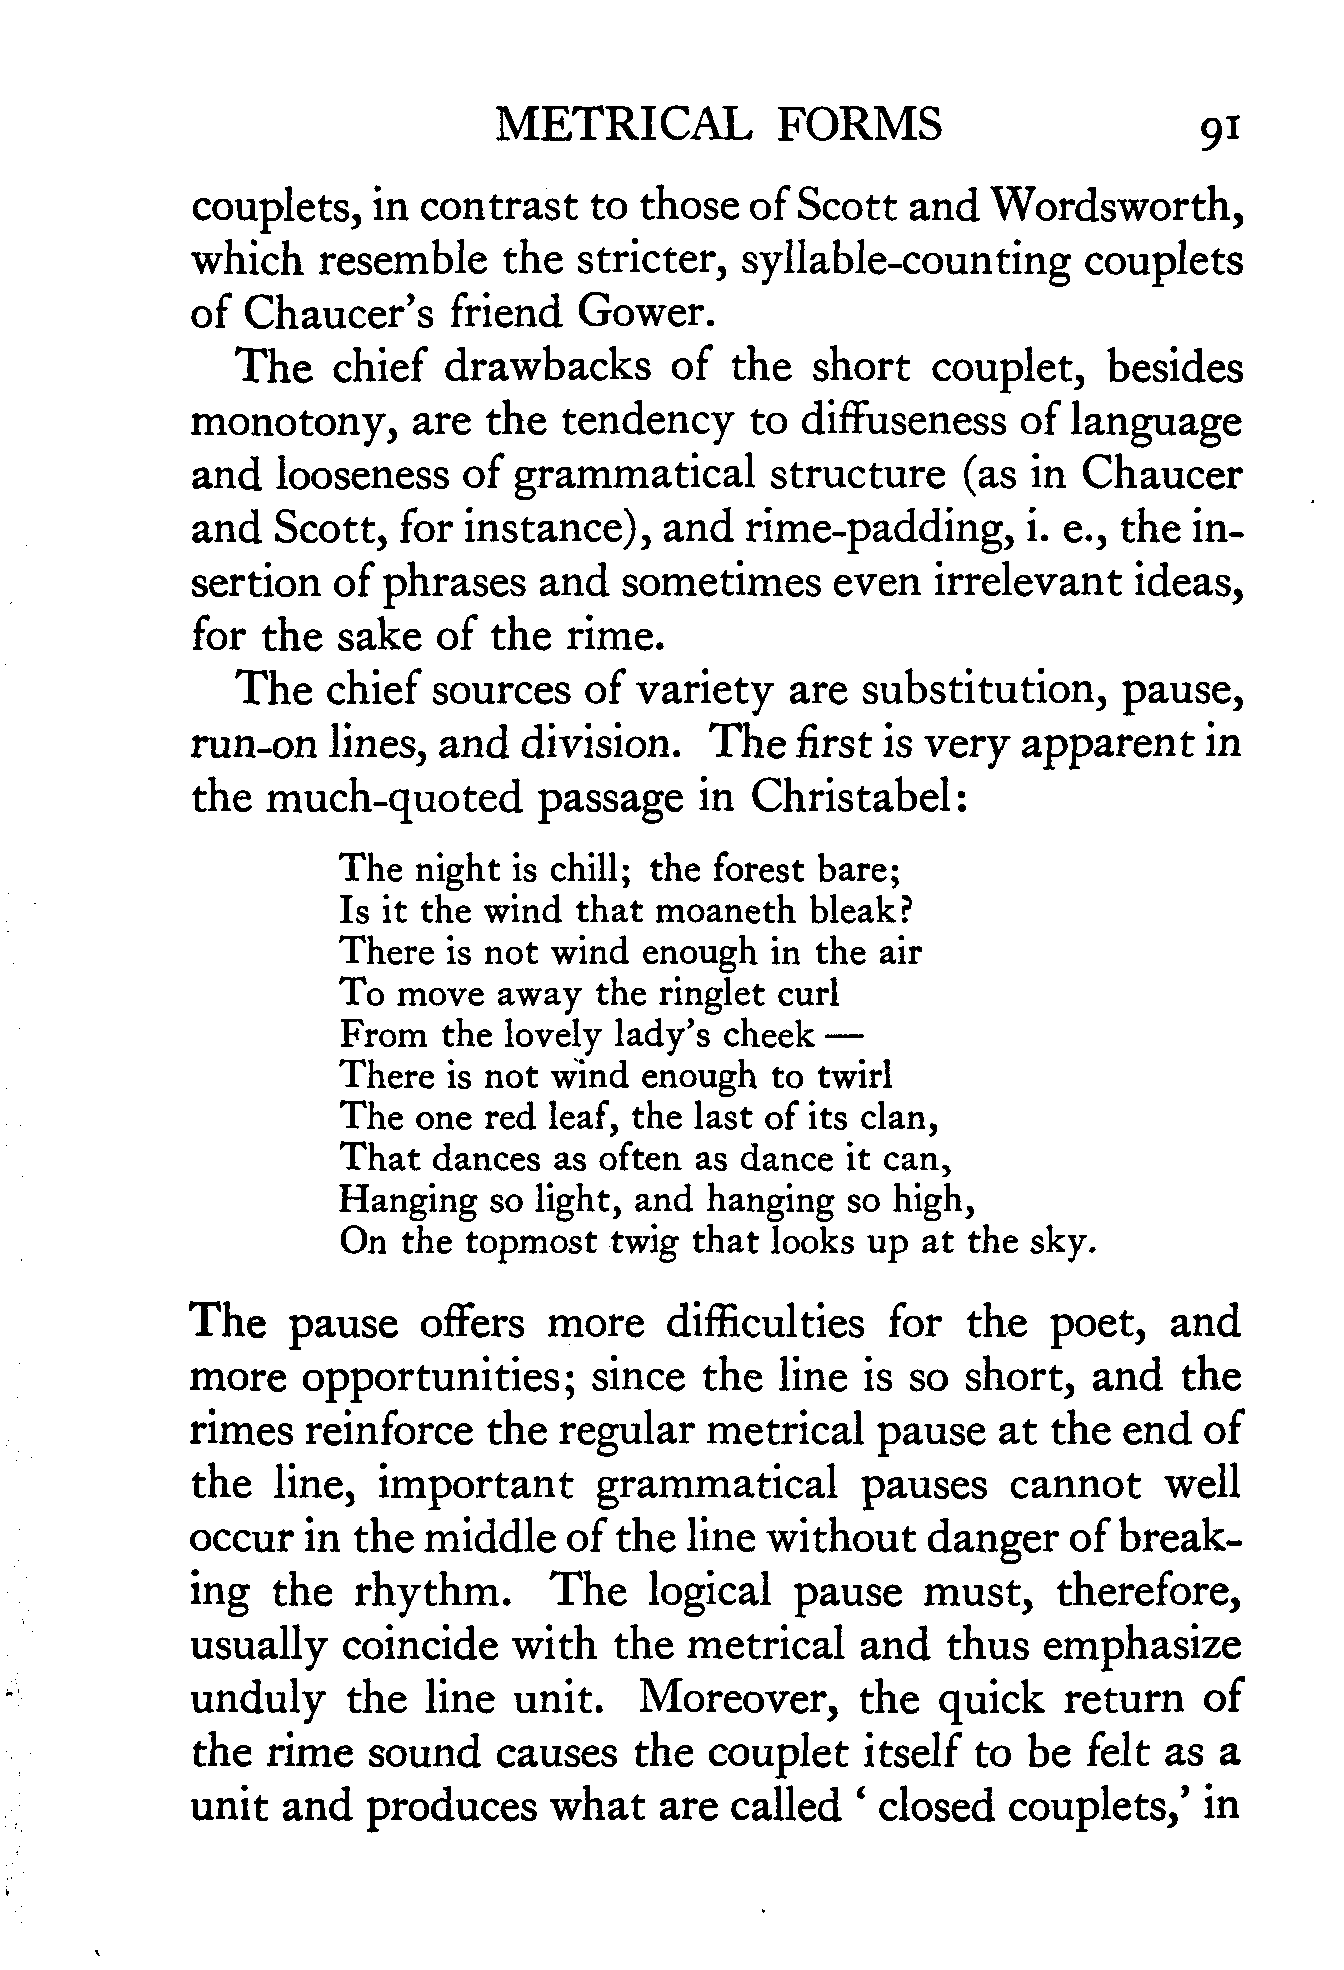 METRICAL FORMS 91
couplets, in contrast to those of Scott and Wordsworth,
which resemble the stricter, syllable-counting couplets
of Chaucer's friend Gower.
The chief drawbacks of the short couplet, besides
monotony, are the tendency to diffuseness of language
and looseness of grammatical structure (as in Chaucer
and Scott, for instance), and rime-padding, i. e., the in-
sertion of phrases and sometimes even irrelevant ideas,
for the sake of the rime.
The chief sources of variety are substitution, pause,
run-on lines, and division. The first is very apparent in
the much-quoted passage in Christabel:
The night is chill; the forest bare;
Is it the wind that moaneth bleak?
There is not wind enough in the air
To move away the ringlet curl
From the lovely lady's cheek —
There is not wind enough to twirl
The one red leaf, the last of its clan,
That dances as often as dance it can,
Hanging so light, and hanging so high,
On the topmost twig that looks up at the sky.
The pause offers more difficulties for the poet, and
more opportunities; since the line is so short, and the
rimes reinforce the regular metrical pause at the end of
the line, important grammatical pauses cannot well
occur in the middle of the line without danger of break-
ing the rhythm. The logical pause must, therefore,
usually coincide with the metrical and thus emphasize
unduly the line unit. Moreover, the quick return of
the rime sound causes the couplet itself to be felt as a
unit and produces what are called ‘ closed couplets,’ in